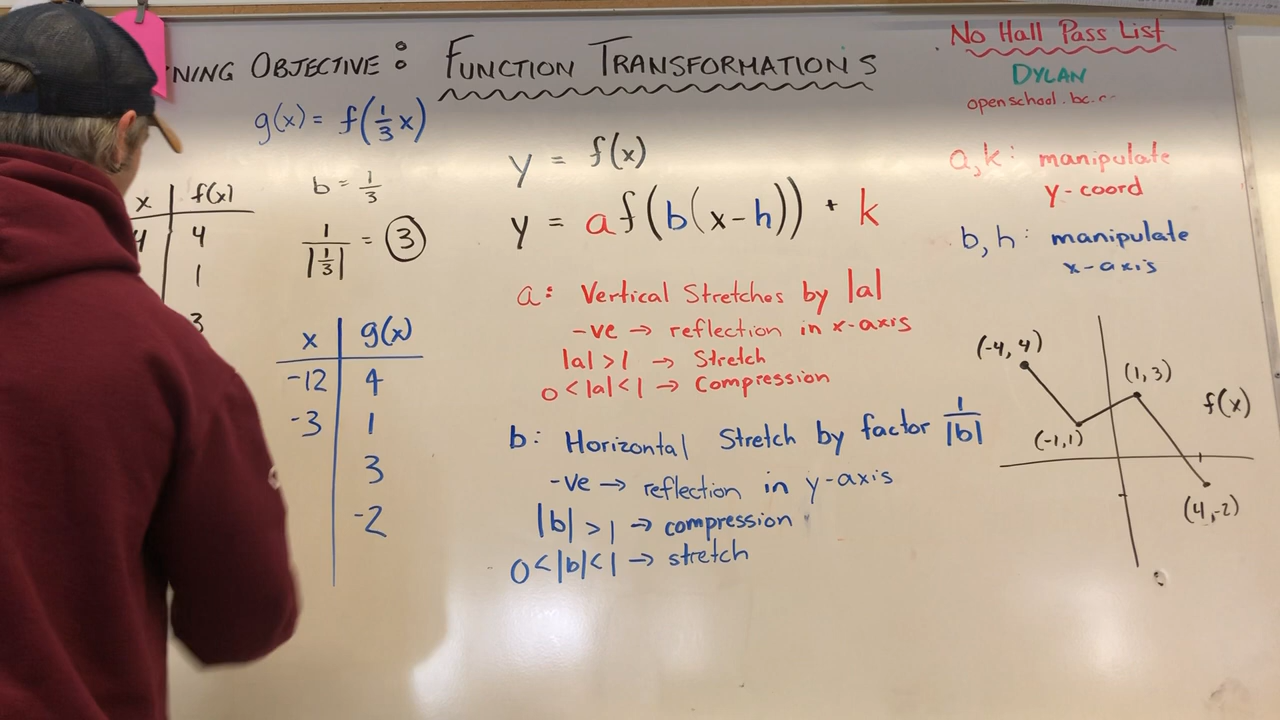 NING OBJECTIVE: FUNCTION TRANSFORMATIONS
g(x) = f(1/3 x)
b = 1/3
1/|1/3| = 3
x | f(x)
4 | 4
1
3
x | g(x)
-12 | 4
-3 | 1
3
-2
y = f(x)
y = af(b(x-h)) + k
a: Vertical Stretches by |a|
-ve → reflection in x-axis
|a| > 1 → Stretch
0 < |a| < 1 → Compression
b: Horizontal Stretch by factor 1/|b|
-ve → reflection in y-axis
|b| > 1 → compression
0 < |b| < 1 → stretch
No Hall Pass List
DYLAN
openschool.bc.c
a, k: manipulate
y-coord
b, h: manipulate
x-axis
(-4, 4)
(1, 3)
f(x)
(-1, 1)
(4, -2)